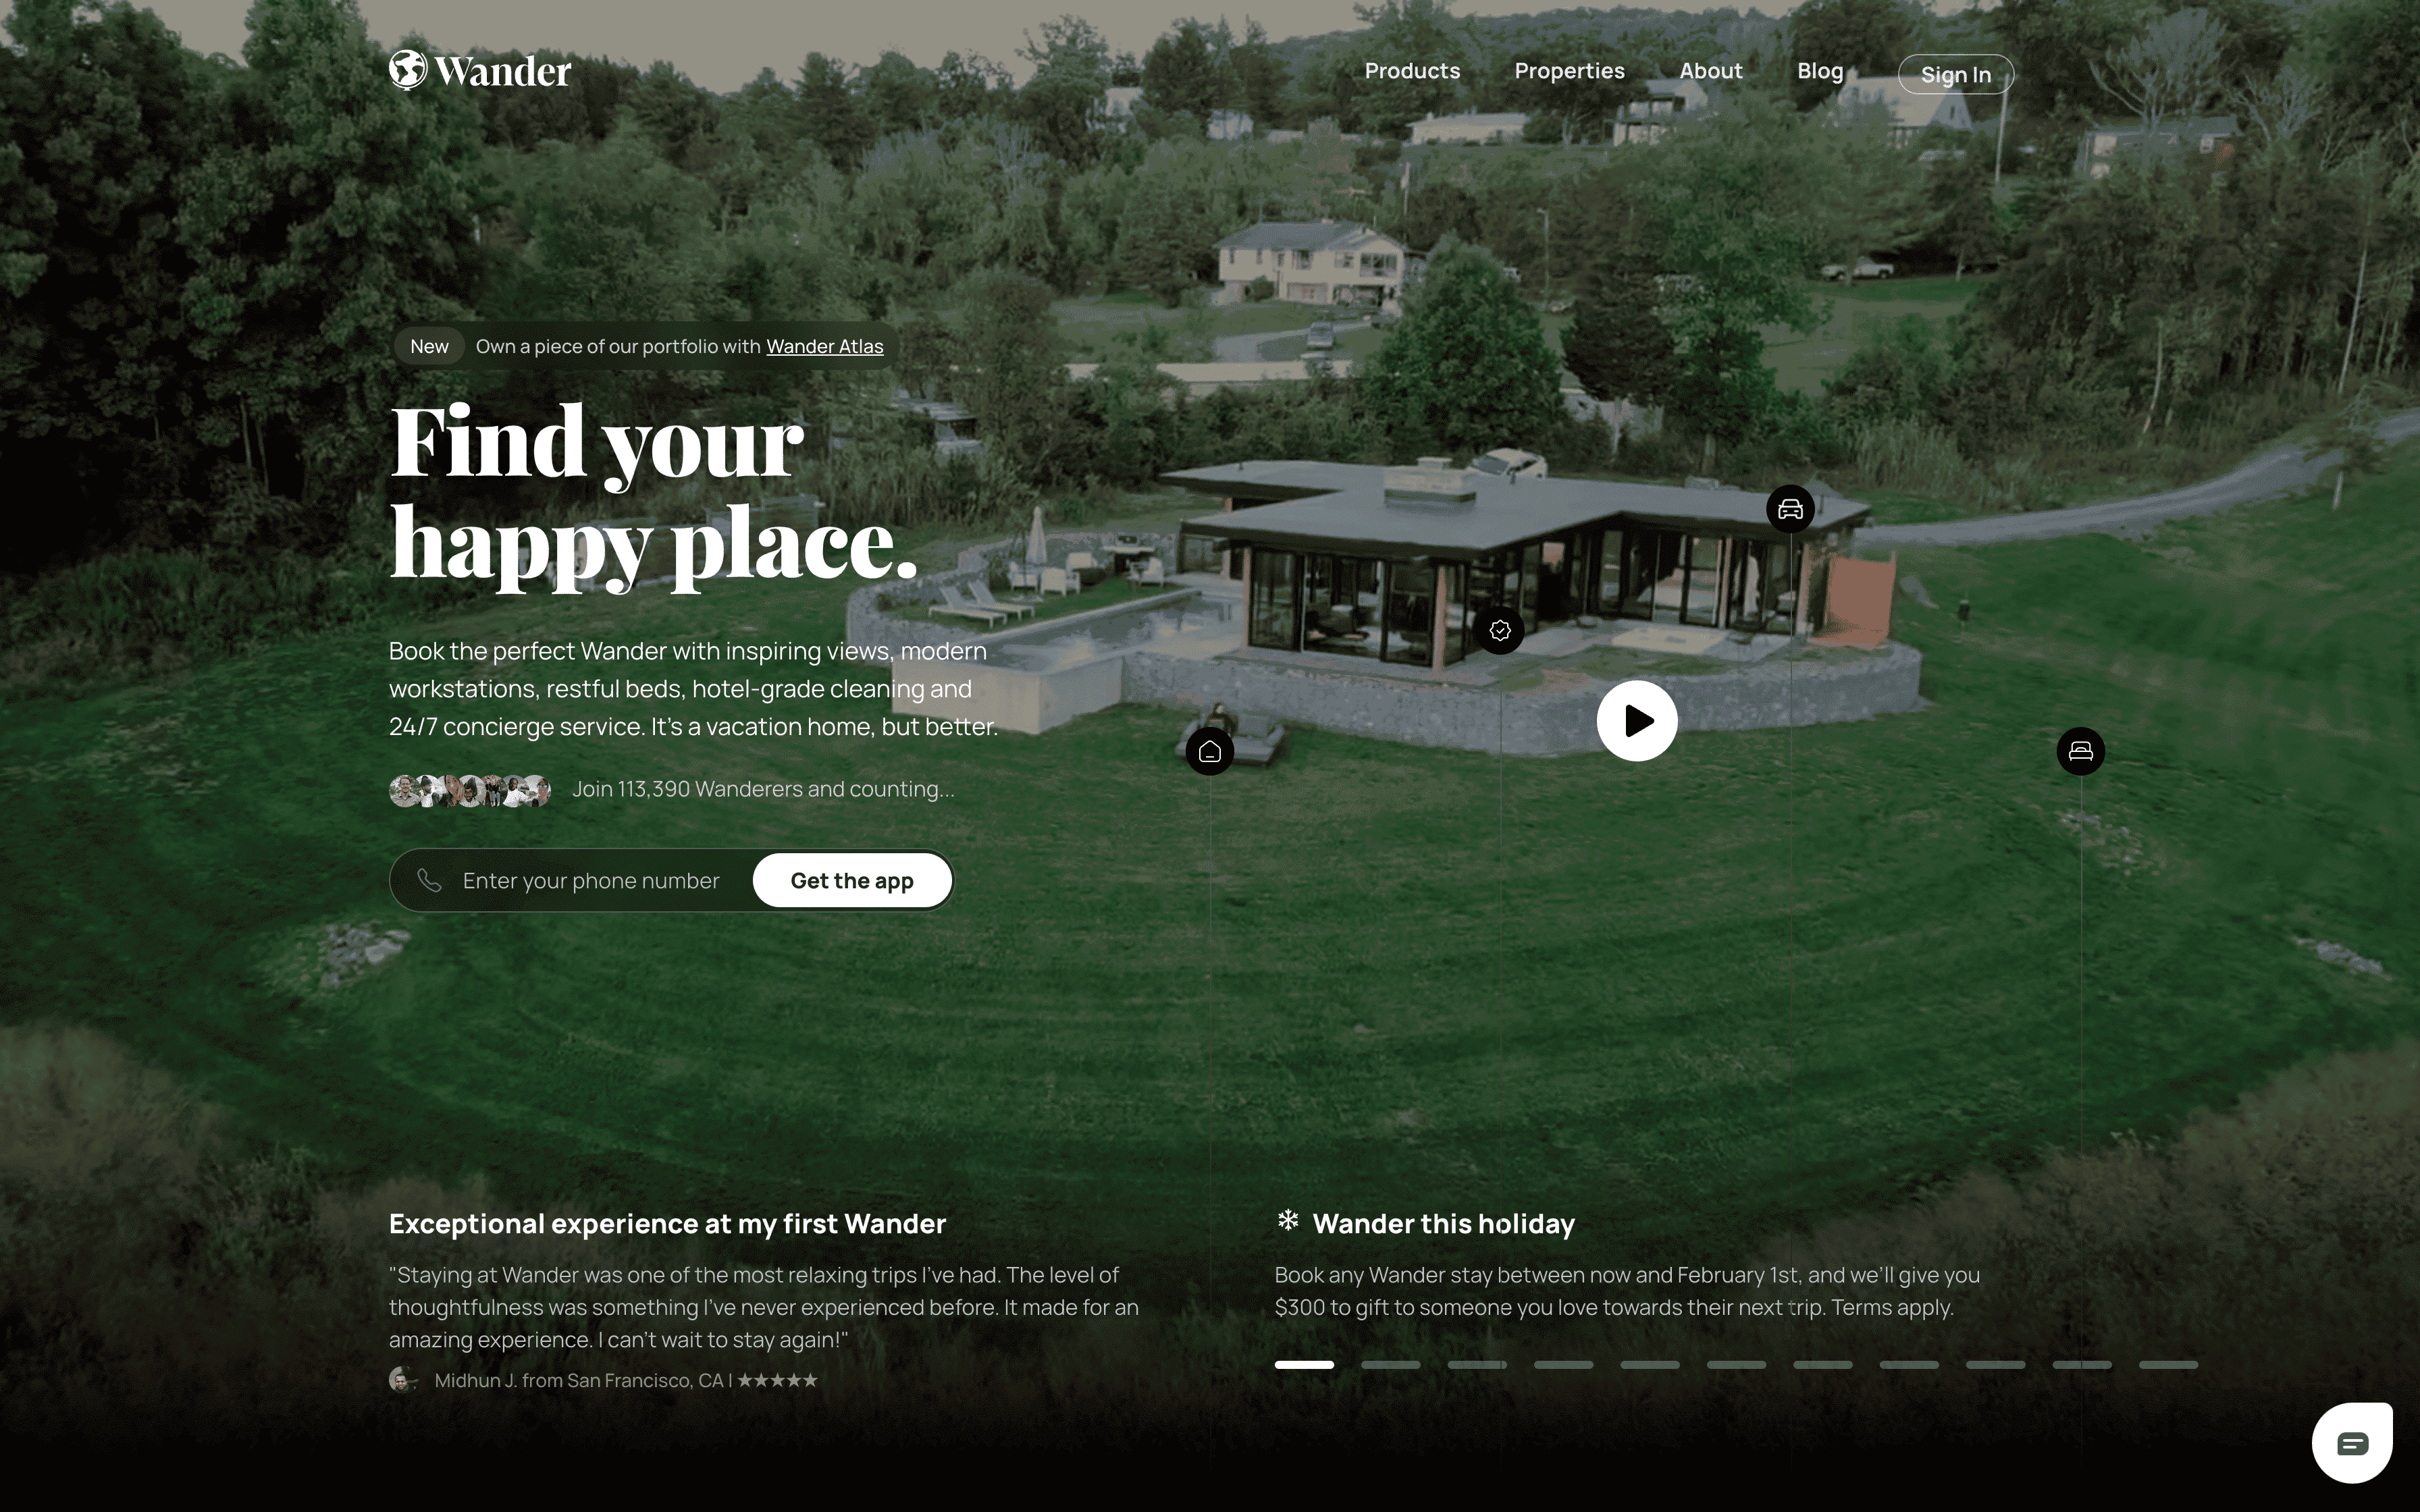 Wander
Products
Properties
About
Blog
Sign In
New
Own a piece of our portfolio with Wander Atlas
Find your
happy place.
Book the perfect Wander with inspiring views, modern
workstations, restful beds, hotel-grade cleaning and
24/7 concierge service. It's a vacation home, but better.
Join 113,390 Wanderers and counting...
Enter your phone number
Get the app
Exceptional experience at my first Wander
"Staying at Wander was one of the most relaxing trips I've had. The level of
thoughtfulness was something I've never experienced before. It made for an
amazing experience. I can't wait to stay again!"
Midhun J. from San Francisco, CA | ★★★★★
Wander this holiday
Book any Wander stay between now and February 1st, and we'll give you
$300 to gift to someone you love towards their next trip. Terms apply.